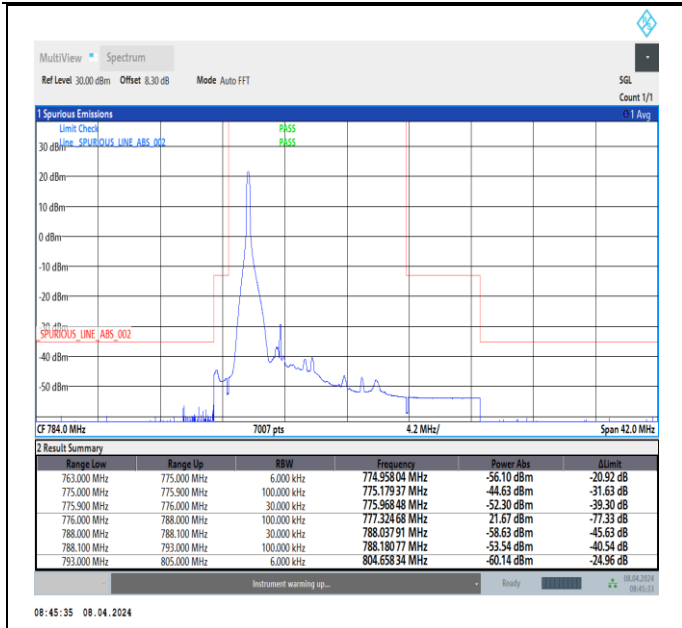 MultiView Spectrum
Ref Level 30.00 dBm Offset 8.30 dB Mode Auto FFT SGL
Count 1/1
1 Spurious Emissions 1 Avg
Limit Check PASS
Line _SPURIOUS_LINE_ABS_002 PASS
30 dBm
20 dBm
10 dBm
0 dBm
-10 dBm
-20 dBm
-30 dBm
_SPURIOUS_LINE_ABS_002
-40 dBm
-50 dBm
CF 784.0 MHz 7007 pts 4.2 MHz/ Span 42.0 MHz
2 Result Summary
Range Low Range Up RBW Frequency Power Abs ΔLimit
763.000 MHz 775.000 MHz 6.000 kHz 774.95804 MHz -56.10 dBm -20.92 dB
775.000 MHz 775.900 MHz 100.000 kHz 775.17937 MHz -44.63 dBm -31.63 dB
775.900 MHz 776.000 MHz 30.000 kHz 775.96848 MHz -52.30 dBm -39.30 dB
776.000 MHz 788.000 MHz 100.000 kHz 777.32468 MHz 21.67 dBm -77.33 dB
788.000 MHz 788.100 MHz 30.000 kHz 788.03791 MHz -58.63 dBm -45.63 dB
788.100 MHz 793.000 MHz 100.000 kHz 788.18077 MHz -53.54 dBm -40.54 dB
793.000 MHz 805.000 MHz 6.000 kHz 804.65834 MHz -60.14 dBm -24.96 dB
Instrument warming up... Ready 08.04.2024
08:45:33
08:45:35 08.04.2024